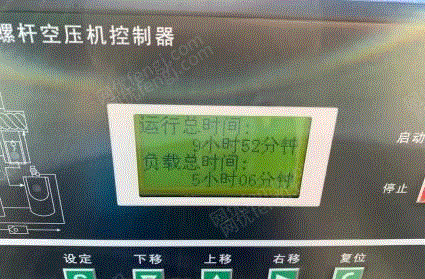 螺杆空压机控制器
运行总时间:
9小时52分钟
负载总时间:
5小时06分钟
启动
停止
设定 下移 上移 右移 复位